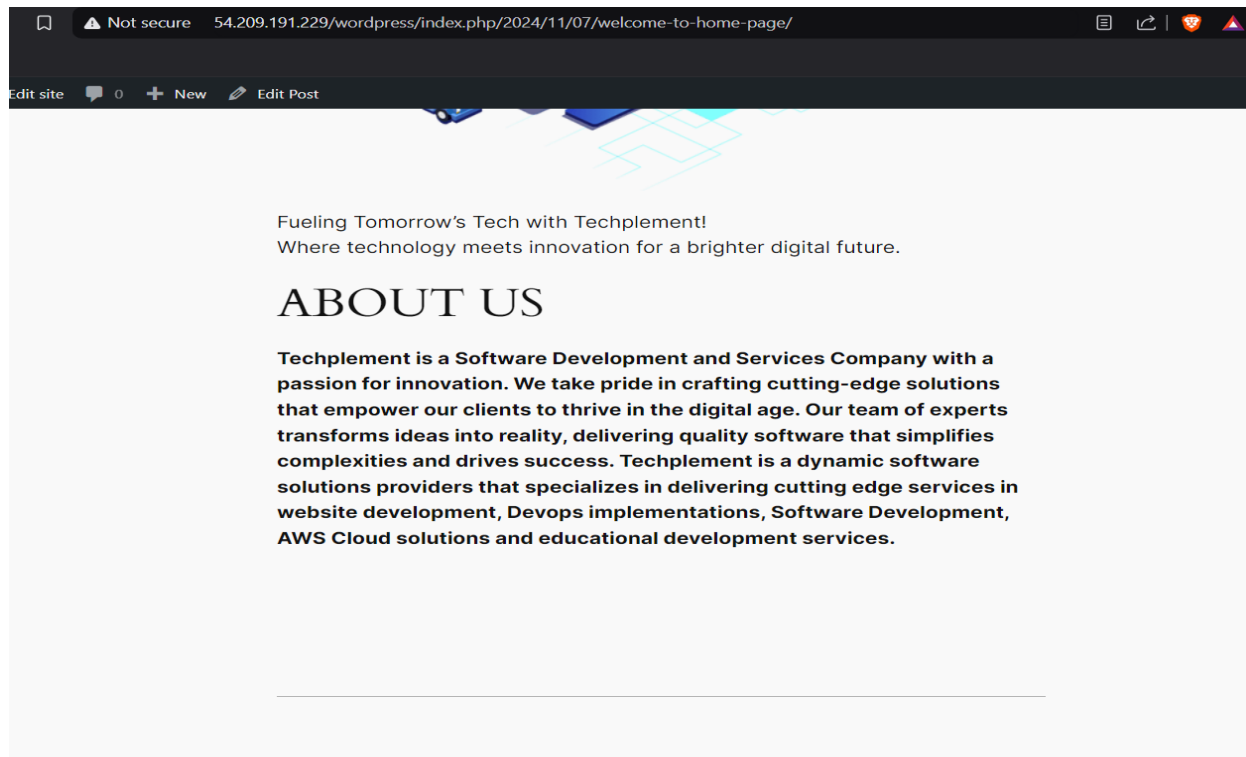 Not secure 54.209.191.229/wordpress/index.php/2024/11/07/welcome-to-home-page/
Edit site 0 New Edit Post
Fueling Tomorrow’s Tech with Techplement!
Where technology meets innovation for a brighter digital future.
ABOUT US
Techplement is a Software Development and Services Company with a
passion for innovation. We take pride in crafting cutting-edge solutions
that empower our clients to thrive in the digital age. Our team of experts
transforms ideas into reality, delivering quality software that simplifies
complexities and drives success. Techplement is a dynamic software
solutions providers that specializes in delivering cutting edge services in
website development, Devops implementations, Software Development,
AWS Cloud solutions and educational development services.